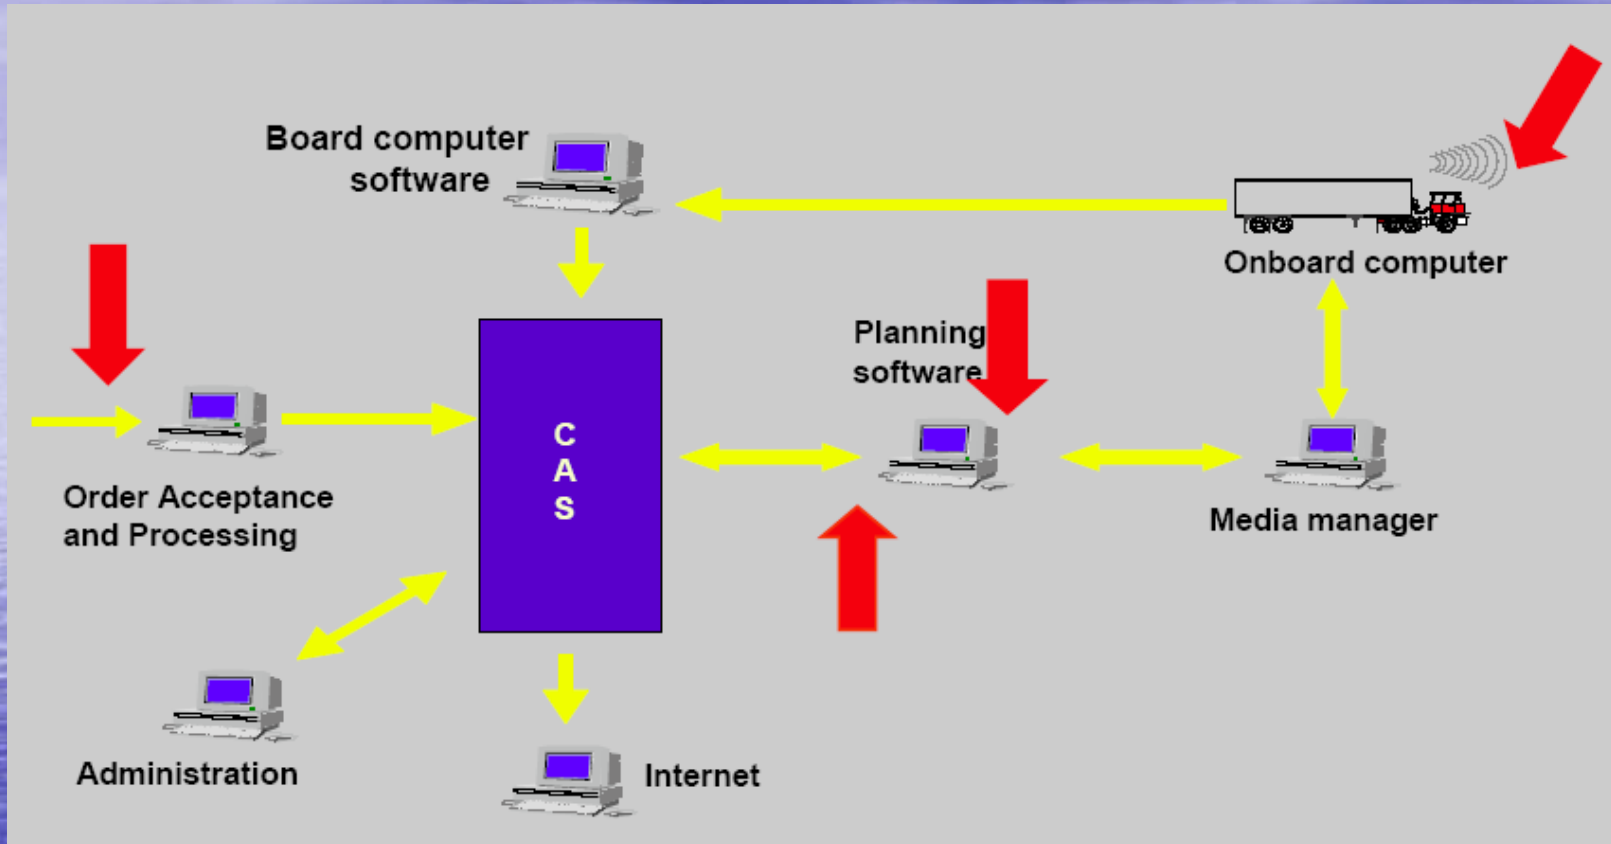 Board computer
software
Onboard computer
Planning
software
C
A
S
Order Acceptance
and Processing
Media manager
Administration
Internet